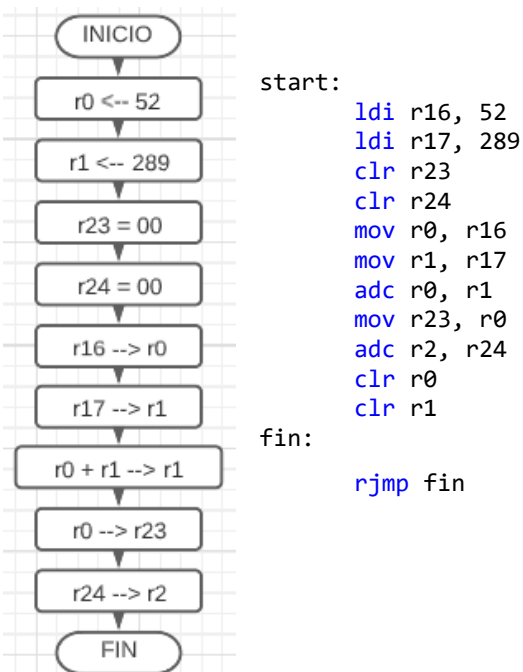 INICIO
r0 <-- 52
r1 <-- 289
r23 = 00
r24 = 00
r16 --> r0
r17 --> r1
r0 + r1 --> r1
r0 --> r23
r24 --> r2
FIN
start:
ldi r16, 52
ldi r17, 289
clr r23
clr r24
mov r0, r16
mov r1, r17
adc r0, r1
mov r23, r0
adc r2, r24
clr r0
clr r1
fin:
rjmp fin